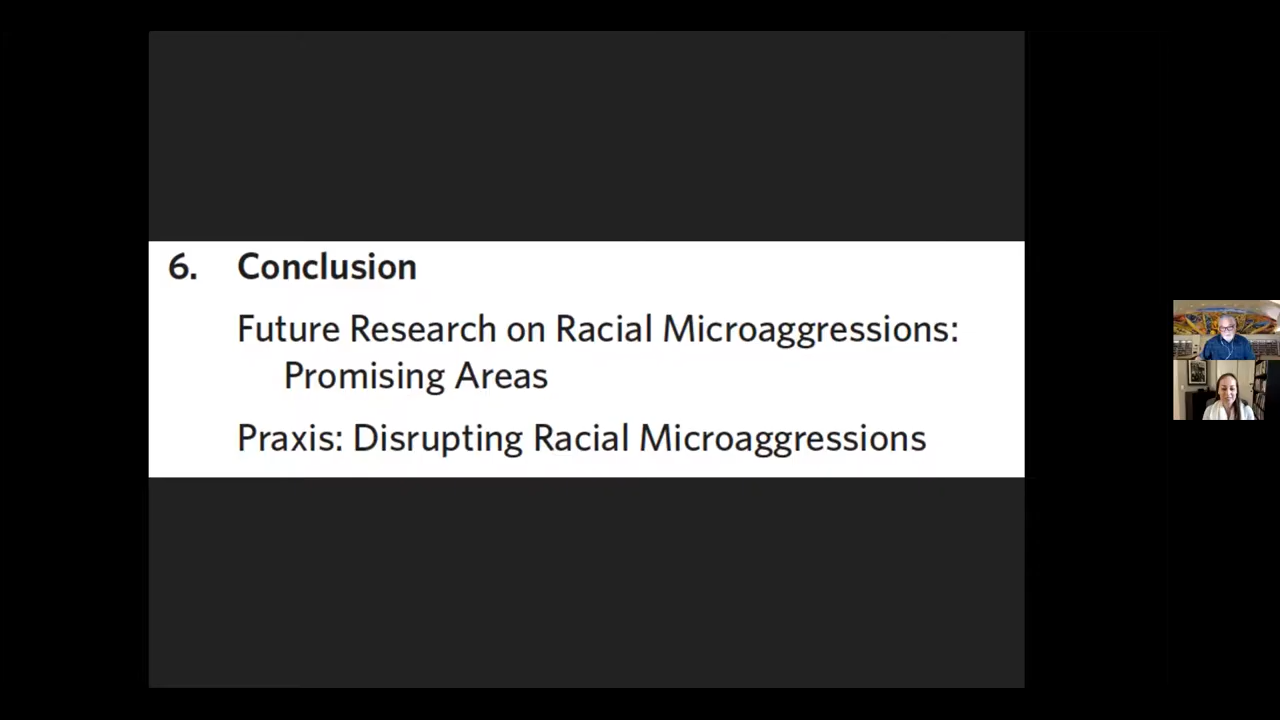 6. Conclusion
Future Research on Racial Microaggressions:
Promising Areas
Praxis: Disrupting Racial Microaggressions